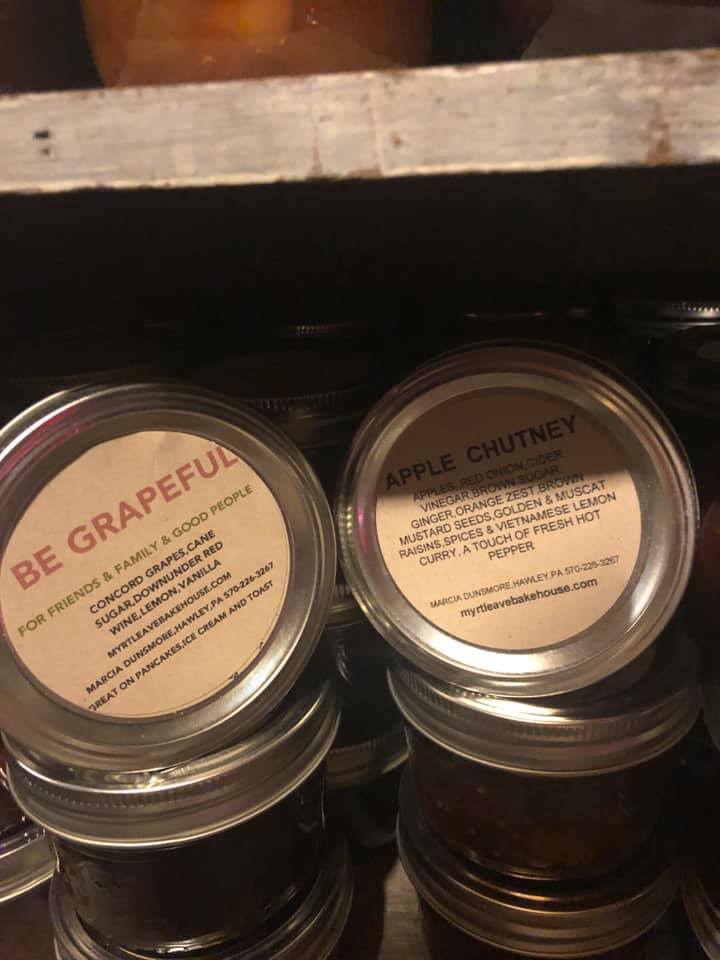 BE GRAPEFUL
FOR FRIENDS & FAMILY & GOOD PEOPLE
CONCORD GRAPES,CANE
SUGAR,DOWNUNDER RED
WINE,LEMON,VANILLA
MYRTLEAVEBAKEHOUSE.COM
MARCIA DUNSMORE,HAWLEY,PA 570-226-3267
GREAT ON PANCAKES,ICE CREAM AND TOAST
APPLE CHUTNEY
APPLES,RED ONION,CIDER
VINEGAR,BROWN SUGAR,
GINGER,ORANGE ZEST,BROWN
MUSTARD SEEDS,GOLDEN & MUSCAT
RAISINS,SPICES & VIETNAMESE LEMON
CURRY, A TOUCH OF FRESH HOT
PEPPER
MARCIA DUNSMORE,HAWLEY,PA 570-226-3267
myrtleavebakehouse.com